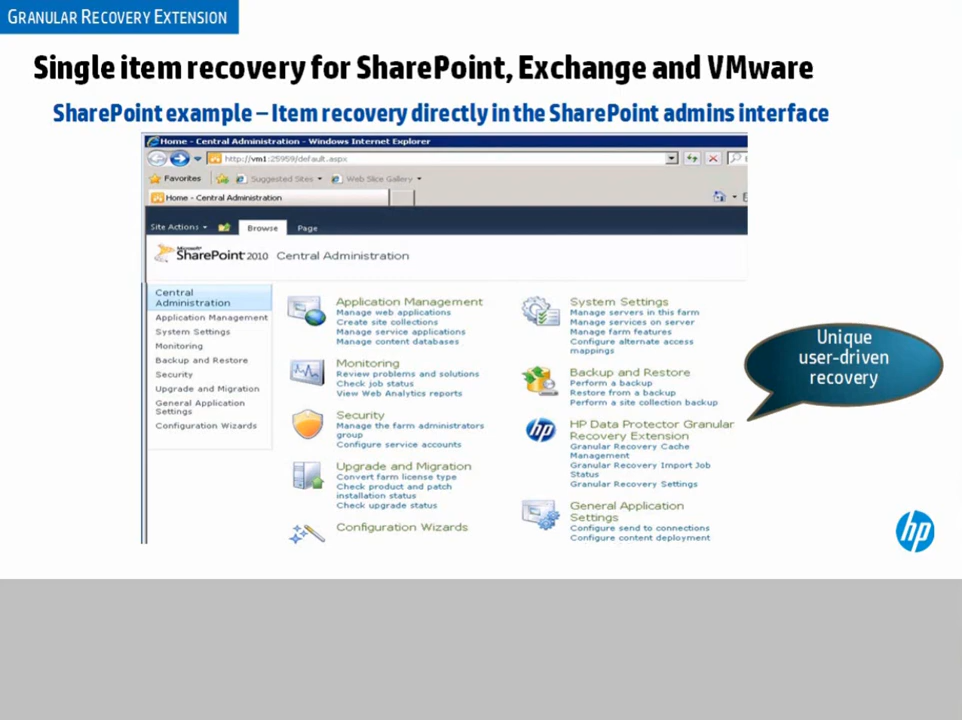 GRANULAR RECOVERY EXTENSION
Single item recovery for SharePoint, Exchange and VMware
SharePoint example – Item recovery directly in the SharePoint admins interface
Home - Central Administration - Windows Internet Explorer
http://vm1:25959/default.aspx
Favorites
Suggested Sites
Web Slice Gallery
Home - Central Administration
Site Actions
Browse
Page
Microsoft
SharePoint 2010
Central Administration
Central
Administration
Application Management
System Settings
Monitoring
Backup and Restore
Security
Upgrade and Migration
General Application
Settings
Configuration Wizards
Application Management
Manage web applications
Create site collections
Manage service applications
Manage content databases
Monitoring
Review problems and solutions
Check job status
View Web Analytics reports
Security
Manage the farm administrators
group
Configure service accounts
Upgrade and Migration
Convert farm license type
Check product and patch
installation status
Check upgrade status
Configuration Wizards
System Settings
Manage servers in this farm
Manage services on server
Manage farm features
Configure alternate access
mappings
Backup and Restore
Perform a backup
Restore from a backup
Perform a site collection backup
hp
HP Data Protector Granular
Recovery Extension
Granular Recovery Cache
Management
Granular Recovery Import Job
Status
Granular Recovery Settings
General Application
Settings
Configure send to connections
Configure content deployment
Unique
user-driven
recovery
hp